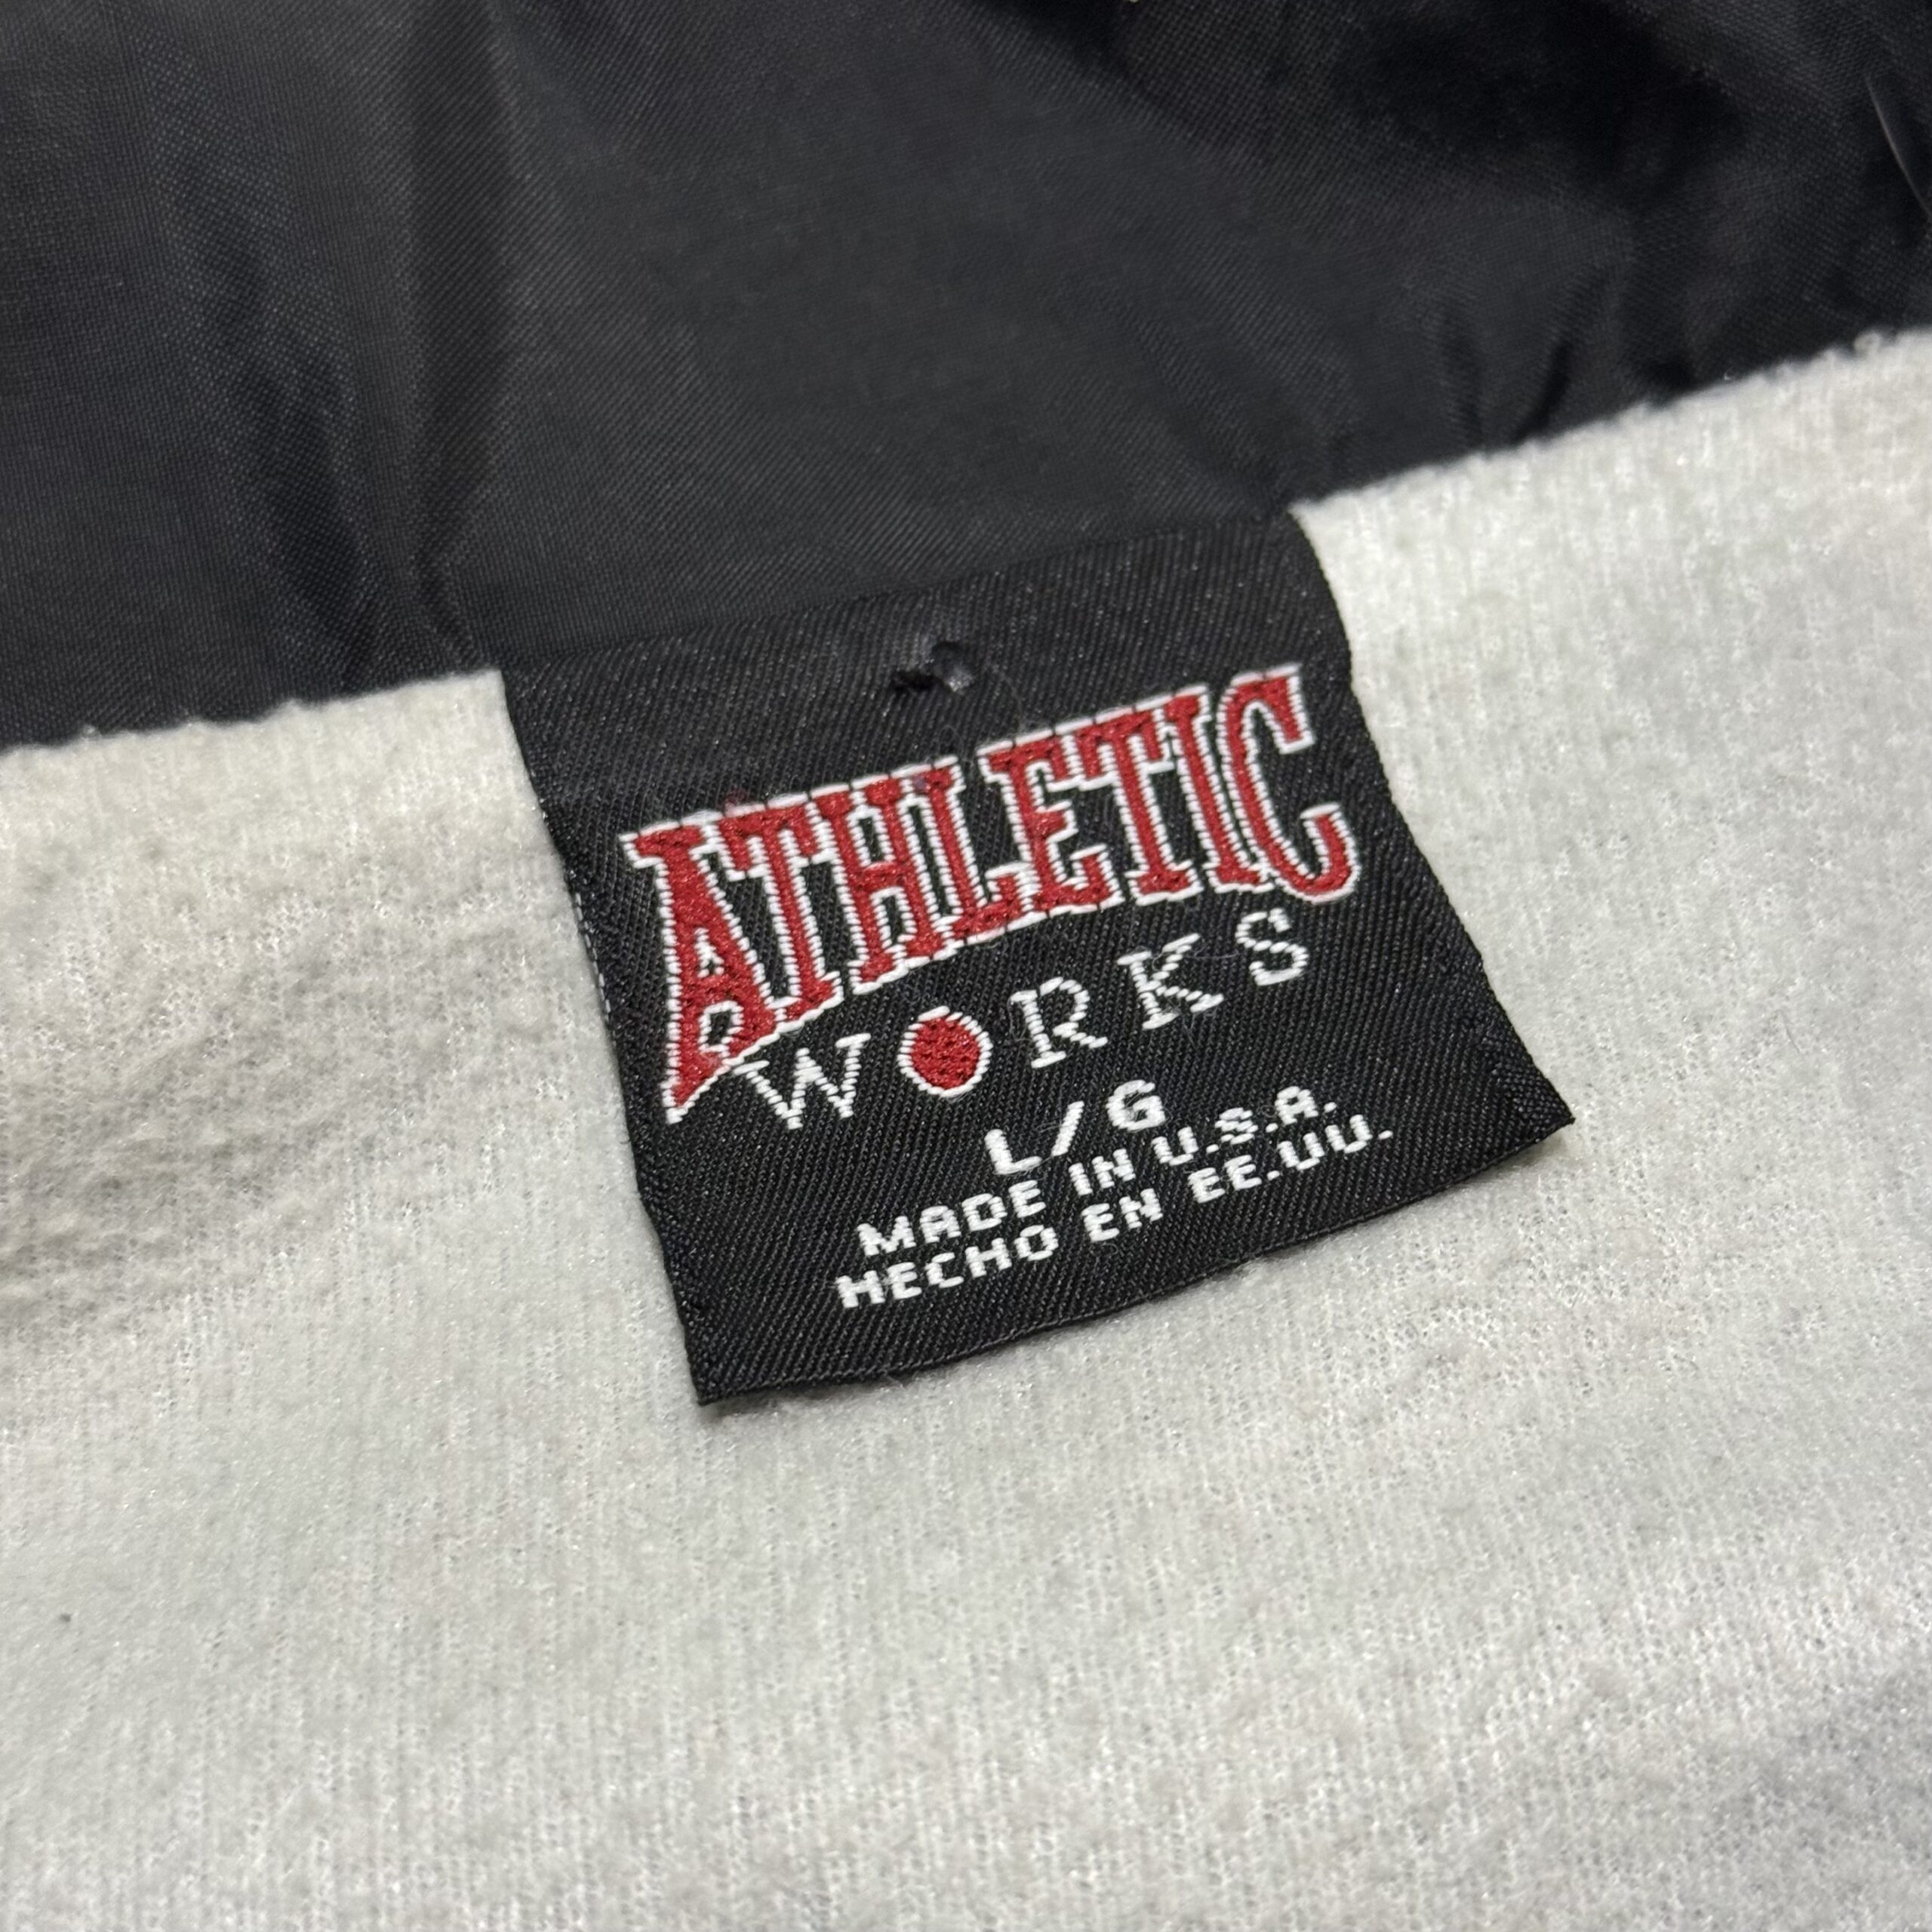 ATHLETIC
WORKS
L/G
MADE IN U.S.A.
HECHO EN EE.UU.